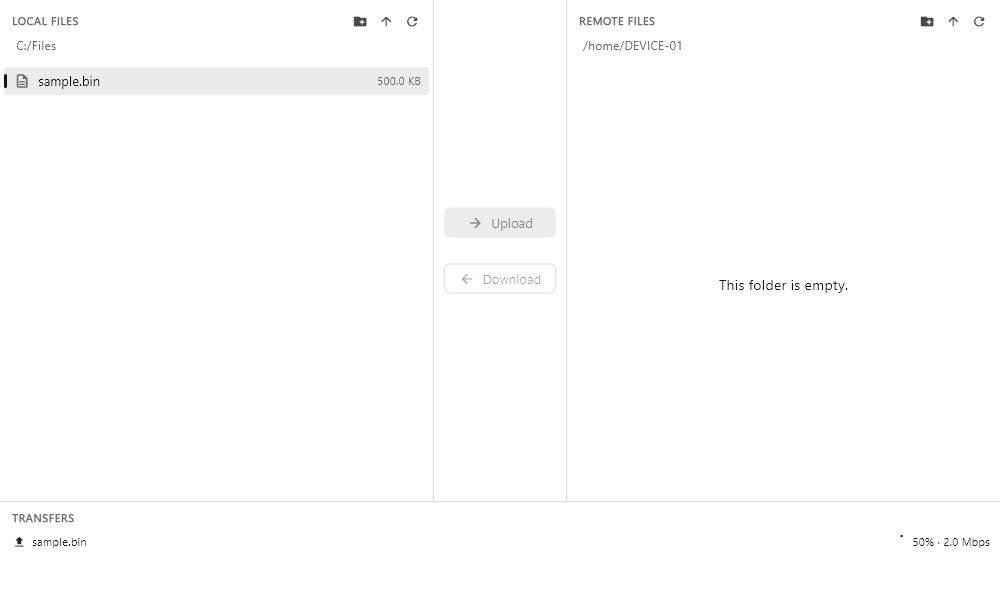 LOCAL FILES
C:/Files
sample.bin 500.0 KB
Upload
Download
REMOTE FILES
/home/DEVICE-01
This folder is empty.
TRANSFERS
sample.bin 50% · 2.0 Mbps